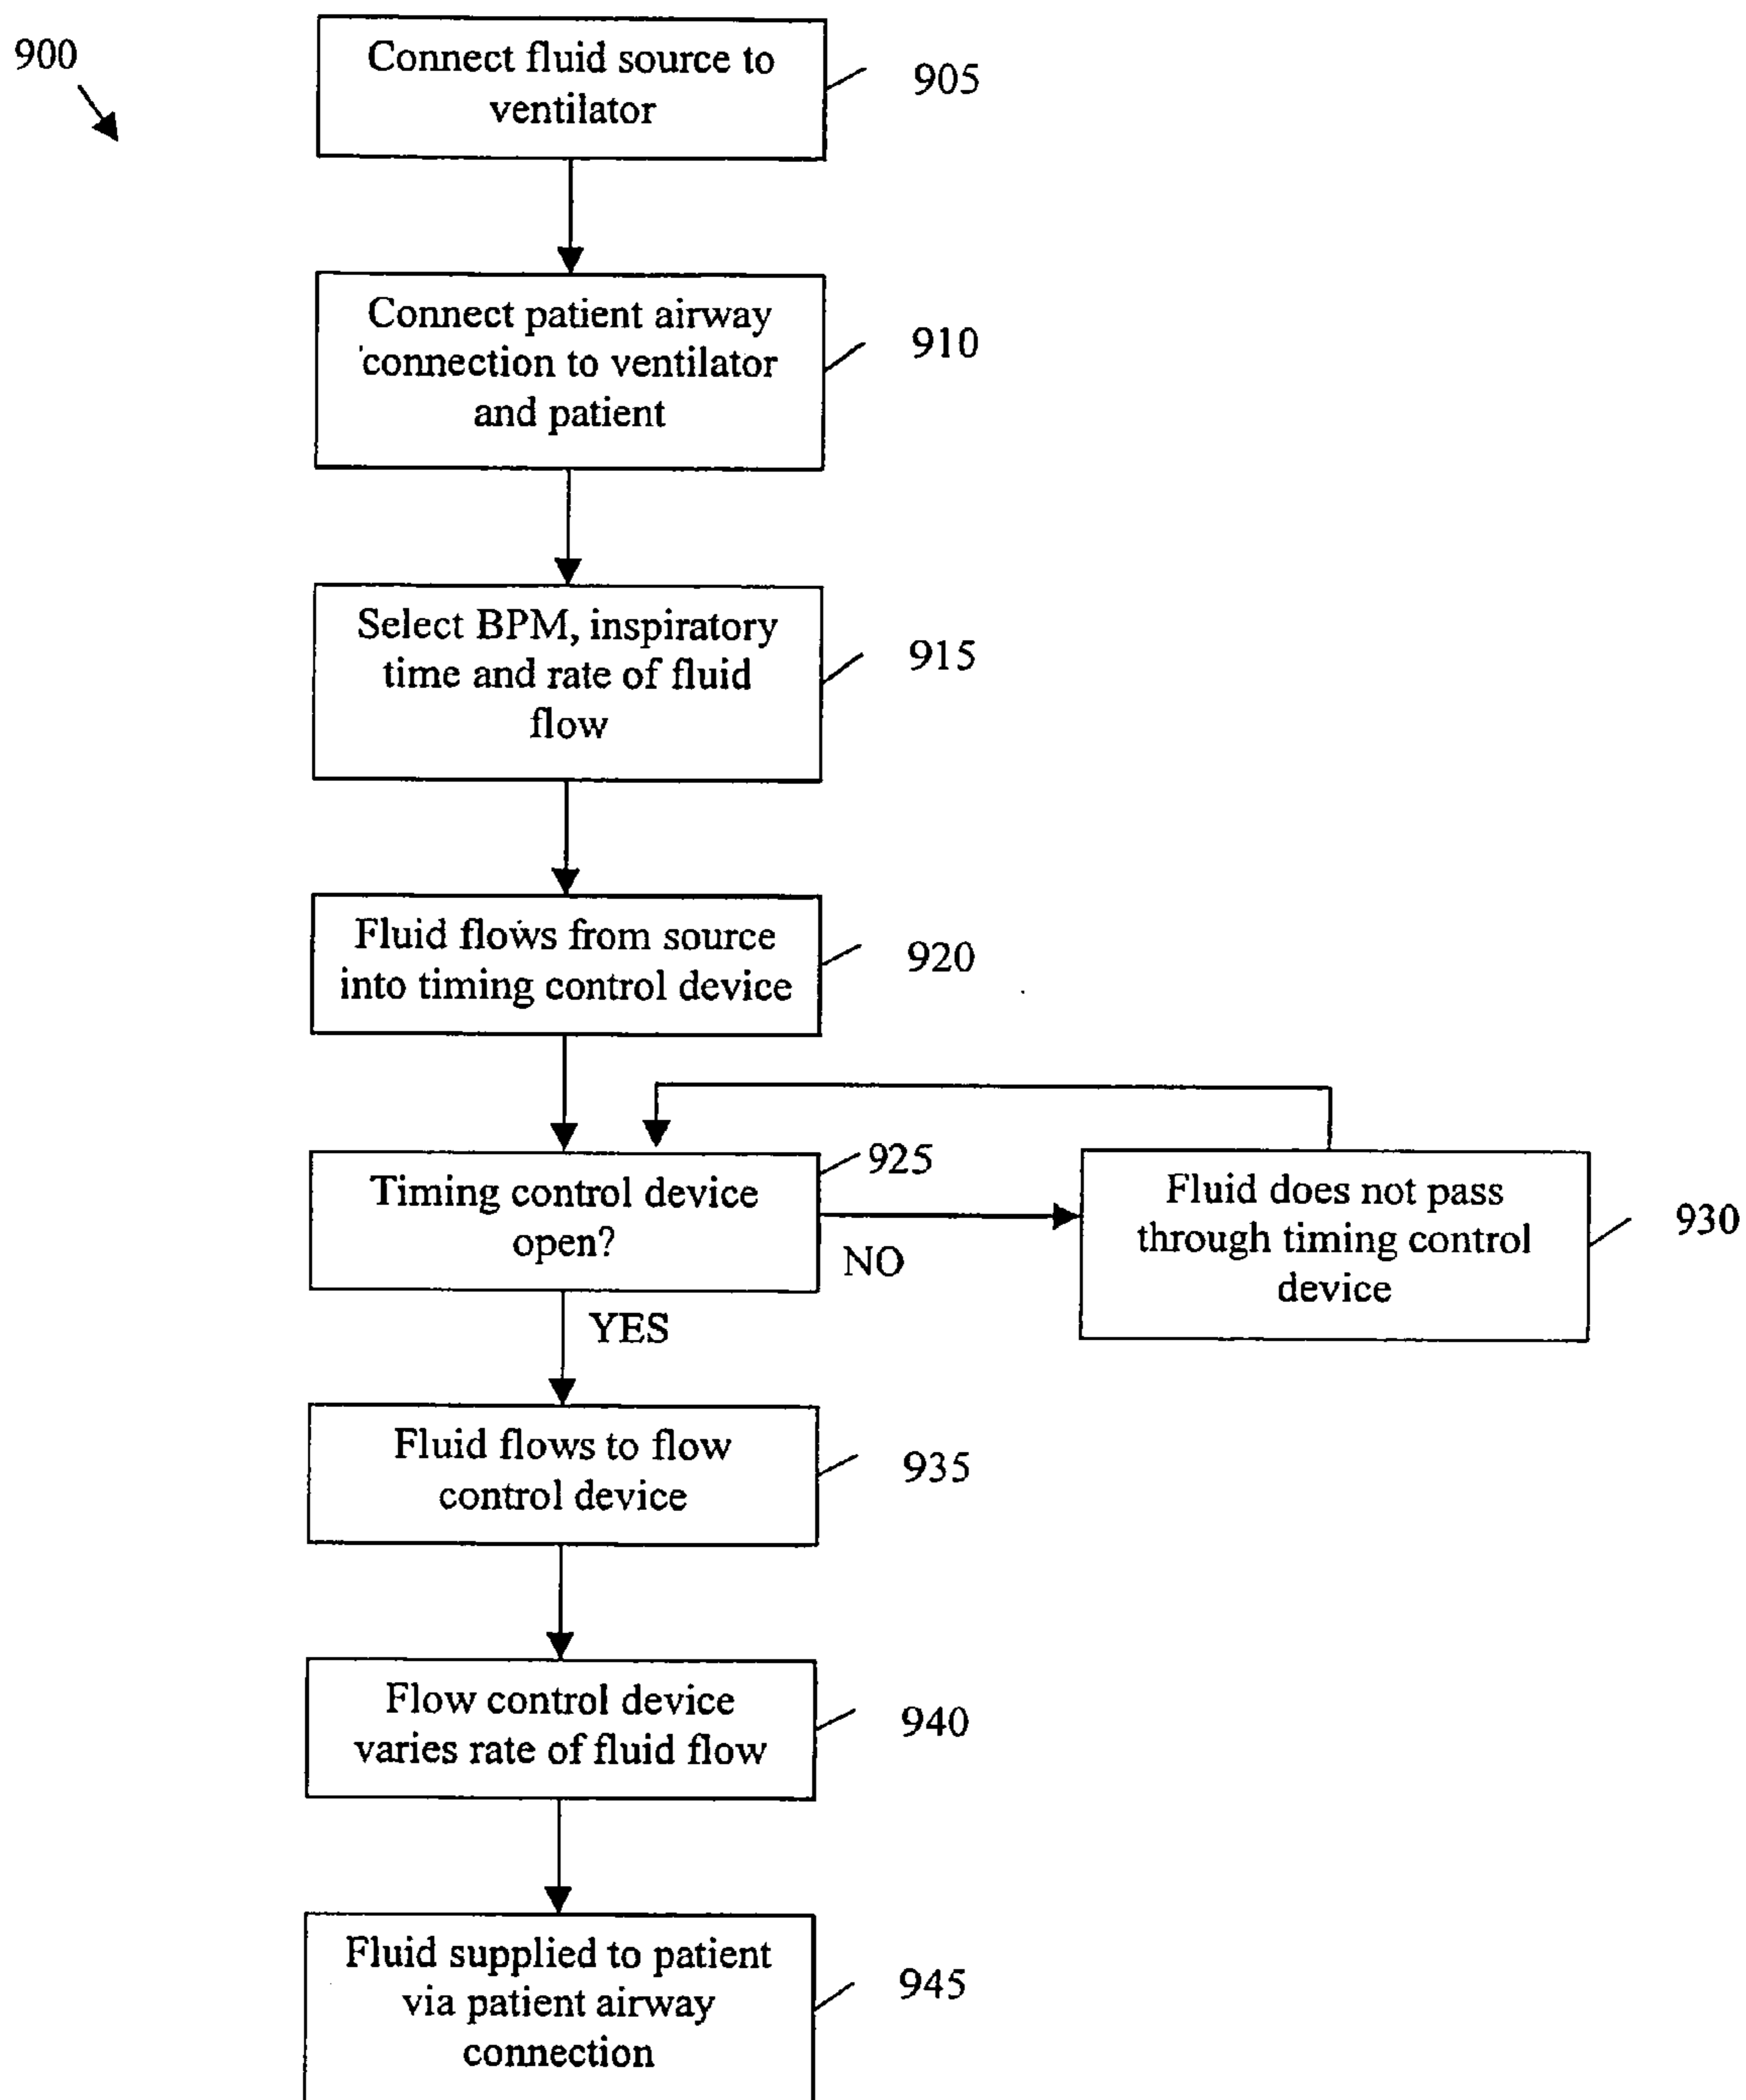 900
Connect fluid source to
ventilator
905
Connect patient airway
connection to ventilator
and patient
910
Select BPM, inspiratory
time and rate of fluid
flow
915
Fluid flows from source
into timing control device
920
Timing control device
open?
925
NO
Fluid does not pass
through timing control
device
930
YES
Fluid flows to flow
control device
935
Flow control device
varies rate of fluid flow
940
Fluid supplied to patient
via patient airway
connection
945